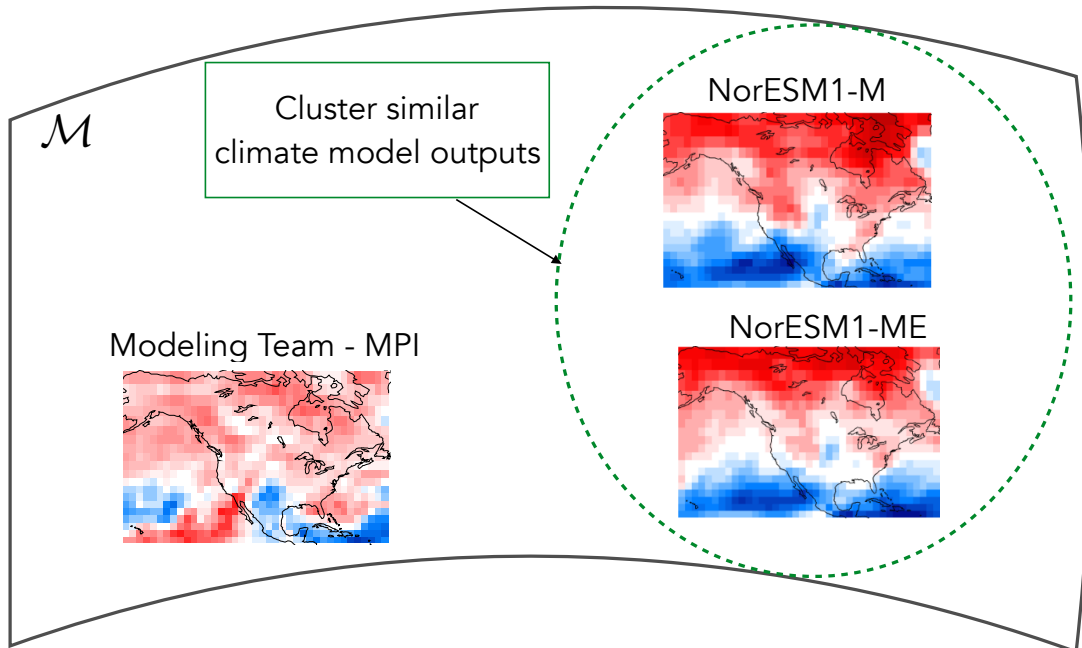 ℳ
Cluster similar
climate model outputs
NorESM1-M
Modeling Team - MPI
NorESM1-ME